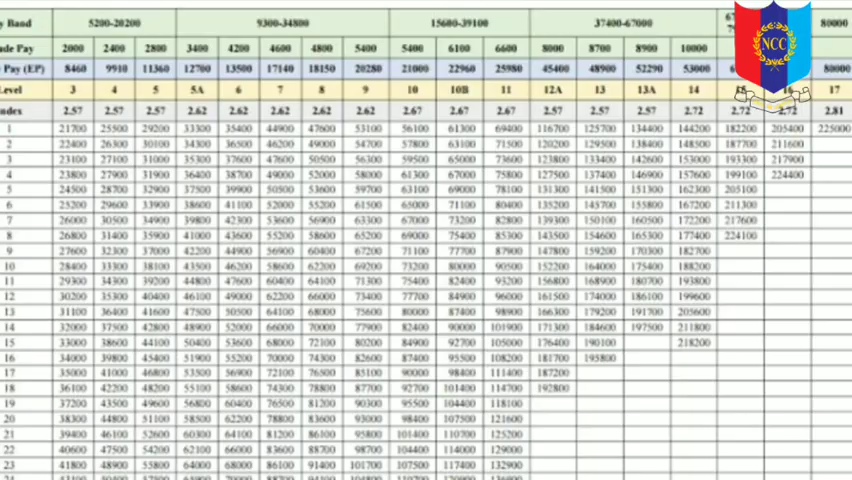 y Band 5200-20200 9300-34800 15600-39100 37400-67000 80000
ade Pay 2000 2400 2800 3400 4200 4600 4800 5400 5400 6100 6600 8000 8700 8900 10000
Pay (EP) 8460 9910 11360 12700 13500 17140 18150 20280 21000 22960 25980 45400 48900 52290 53000 80000
NCC
Level 3 4 5 5A 6 7 8 9 10 10B 11 12A 13 13A 14 15 16 17
ndex 2.57 2.57 2.57 2.62 2.62 2.62 2.62 2.62 2.67 2.67 2.67 2.57 2.57 2.57 2.72 2.72 2.72 2.81
1 21700 25500 29200 33300 35400 44900 47600 53100 56100 61300 69400 116700 125700 134400 144200 182200 205400 225000
2 22400 26300 30100 34300 36500 46200 49000 54700 57800 63100 71500 120200 129500 138400 148500 187700 211600
3 23100 27100 31000 35300 37600 47600 50500 56300 59500 65000 73600 123800 133400 142600 153000 193300 217900
4 23800 27900 31900 36400 38700 49000 52000 58000 61300 67000 75800 127500 137400 146900 157600 199100 224400
5 24500 28700 32900 37500 39900 50500 53600 59700 63100 69000 78100 131300 141500 151300 162300 205100
6 25200 29600 33900 38600 41100 52000 55200 61500 65000 71100 80400 135200 145700 155800 167200 211300
7 26000 30500 34900 39800 42300 53600 56900 63300 67000 73200 82800 139300 150100 160500 172200 217600
8 26800 31400 35900 41000 43600 55200 58600 65200 69000 75400 85300 143500 154600 165300 177400 224100
9 27600 32300 37000 42200 44900 56900 60400 67200 71100 77700 87900 147800 159200 170300 182700
10 28400 33300 38100 43500 46200 58600 62200 69200 73200 80000 90500 152200 164000 175400 188200
11 29300 34300 39200 44800 47600 60400 64100 71300 75400 82400 93200 156800 168900 180700 193800
12 30200 35300 40400 46100 49000 62200 66000 73400 77700 84900 96000 161500 174000 186100 199600
13 31100 36400 41600 47500 50500 64100 68000 75600 80000 87400 98900 166300 179200 191700 205600
14 32000 37500 42800 48900 52000 66000 70000 77900 82400 90000 101900 171300 184600 197500 211800
15 33000 38600 44100 50400 53600 68000 72100 80200 84900 92700 105000 176400 190100 218200
16 34000 39800 45400 51900 55200 70000 74300 82600 87400 95500 108200 181700 195800
17 35000 41000 46800 53500 56900 72100 76500 85100 90000 98400 111400 187200
18 36100 42200 48200 55100 58600 74300 78800 87700 92700 101400 114700 192800
19 37200 43500 49600 56800 60400 76500 81200 90300 95500 104400 118100
20 38300 44800 51100 58500 62200 78800 83600 93000 98400 107500 121600
21 39400 46100 52600 60300 64100 81200 86100 95800 101400 110700 125200
22 40600 47500 54200 62100 66000 83600 88700 98700 104400 114000 129000
23 41800 48900 55800 64000 68000 86100 91400 101700 107500 117400 132900